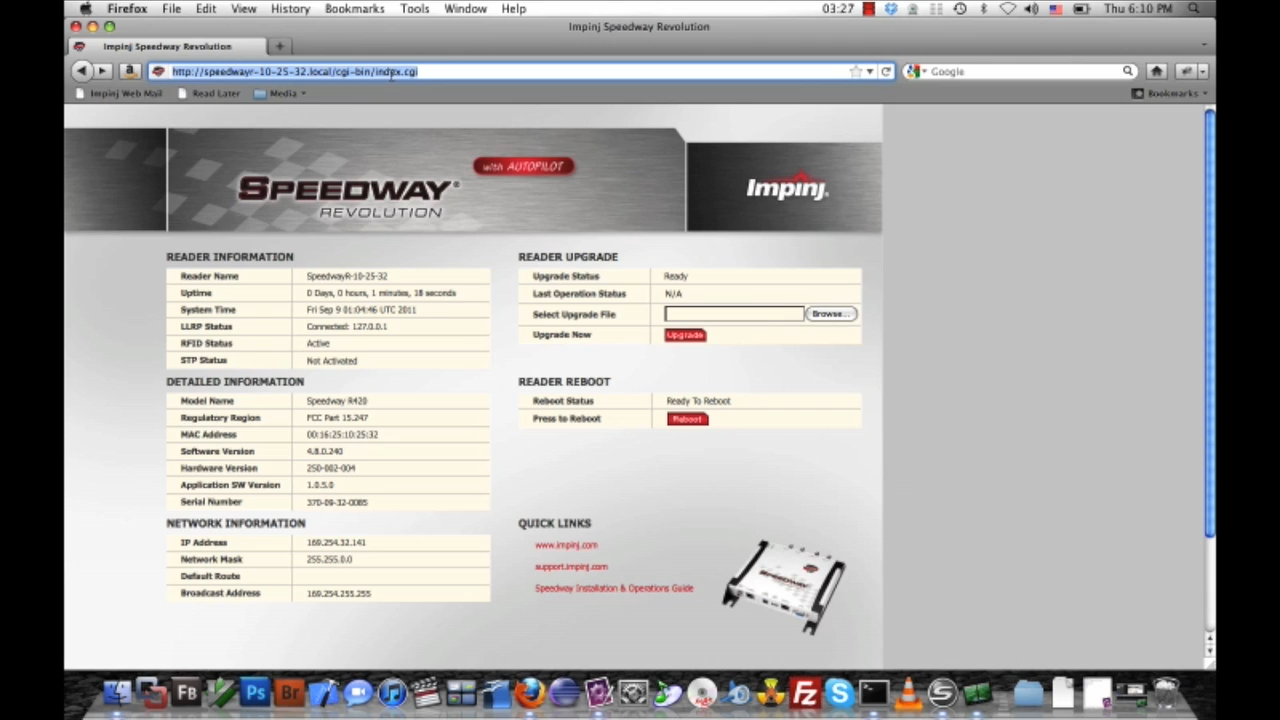 Firefox File Edit View History Bookmarks Tools Window Help 03:27 Thu 6:10 PM
Impinj Speedway Revolution
Impinj Speedway Revolution
http://speedwayr-10-25-32.local/cgi-bin/index.cgi
Google
Impinj Web Mail Read Later Media Bookmarks
with AUTOPILOT
SPEEDWAY®
REVOLUTION
Impinj
READER INFORMATION
Reader Name SpeedwayR-10-25-32
Uptime 0 Days, 0 hours, 1 minutes, 18 seconds
System Time Fri Sep 9 01:04:46 UTC 2011
LLRP Status Connected: 127.0.0.1
RFID Status Active
STP Status Not Activated
READER UPGRADE
Upgrade Status Ready
Last Operation Status N/A
Select Upgrade File Browse...
Upgrade Now Upgrade
DETAILED INFORMATION
Model Name Speedway R420
Regulatory Region FCC Part 15.247
MAC Address 00:16:25:10:25:32
Software Version 4.8.0.240
Hardware Version 250-002-004
Application SW Version 1.0.5.0
Serial Number 370-09-32-0085
READER REBOOT
Reboot Status Ready To Reboot
Press to Reboot Reboot
NETWORK INFORMATION
IP Address 169.254.32.141
Network Mask 255.255.0.0
Default Route
Broadcast Address 169.254.255.255
QUICK LINKS
www.impinj.com
support.impinj.com
Speedway Installation & Operations Guide
SPEEDWAY
FB Ps Br FZ S